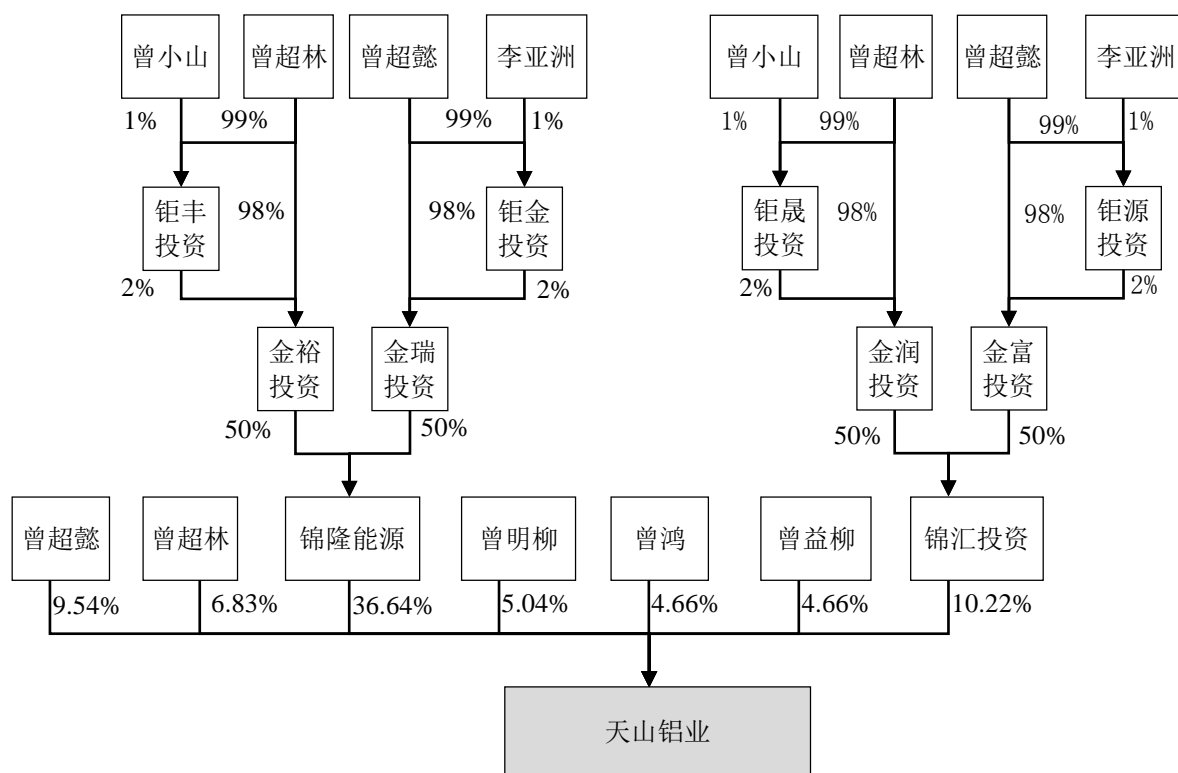 曾小山 曾超林 曾超懿 李亚洲 曾小山 曾超林 曾超懿 李亚洲
1% 99% 99% 1% 1% 99% 99% 1%
钜丰
投资
98%
98%
钜金
投资
钜晟
投资
98%
98%
钜源
投资
2% 2% 2% 2%
金裕
投资
金瑞
投资
金润
投资
金富
投资
50% 50% 50% 50%
曾超懿 曾超林 锦隆能源 曾明柳 曾鸿 曾益柳 锦汇投资
9.54% 6.83% 36.64% 5.04% 4.66% 4.66% 10.22%
天山铝业